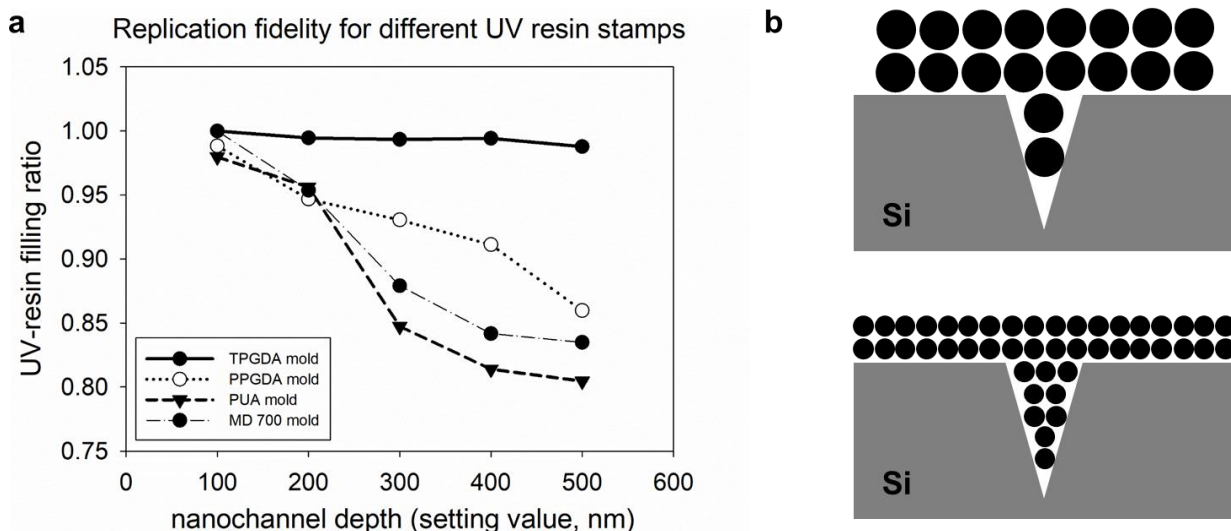 a
Replication fidelity for different UV resin stamps
1.05
1.00
0.95
0.90
0.85
0.80
0.75
UV-resin filling ratio
TPGDA mold
PPGDA mold
PUA mold
MD 700 mold
0 100 200 300 400 500 600
nanochannel depth (setting value, nm)
b
Si
Si